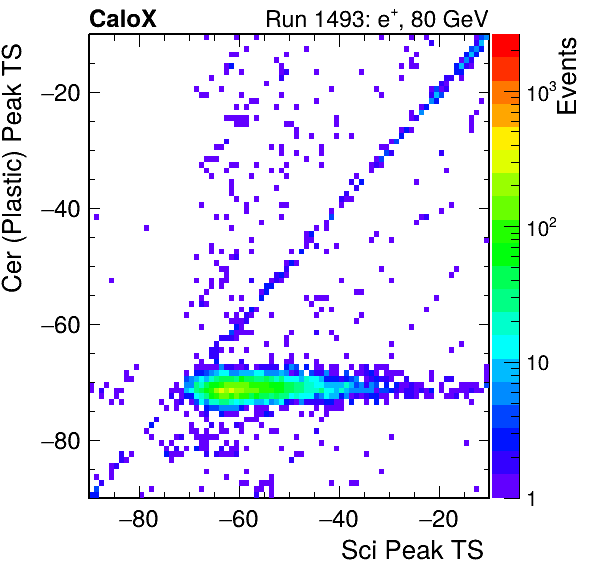 CaloX Run 1493: e⁺, 80 GeV
Cer (Plastic) Peak TS
−20
−40
−60
−80
−80 −60 −40 −20
Sci Peak TS
Events
10³
10²
10
1